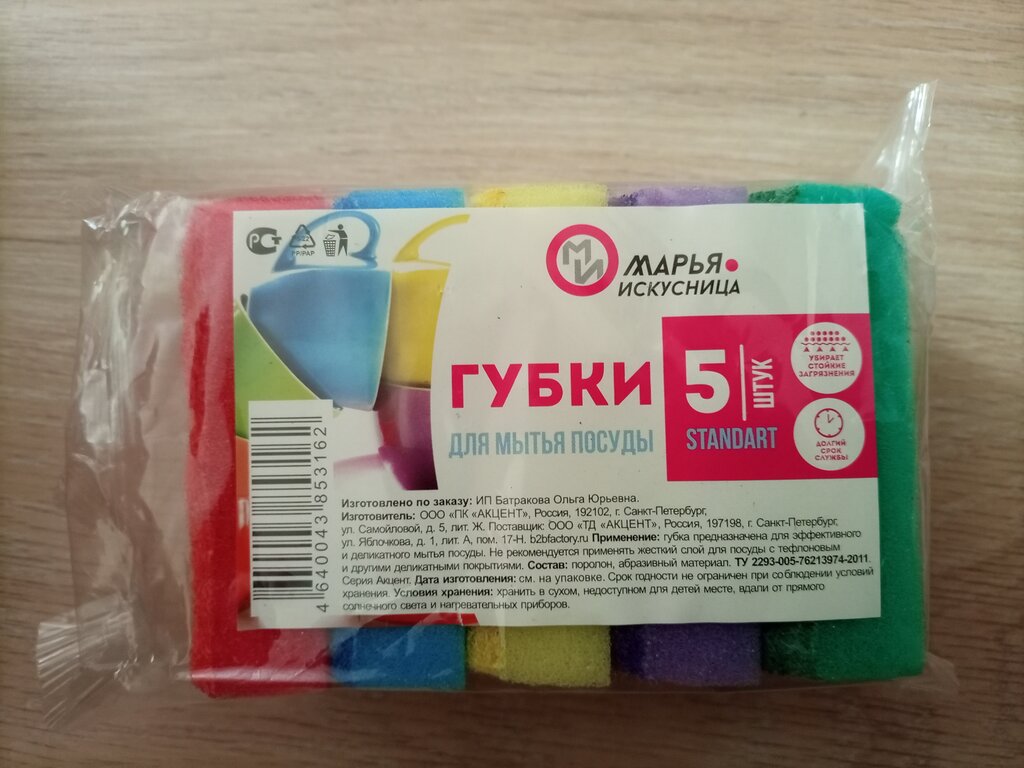 РСТ
PP/PAP
МИ
МАРЬЯ
ИСКУСНИЦА
ГУБКИ
ДЛЯ МЫТЬЯ ПОСУДЫ
5
ШТУК
STANDART
УБИРАЕТ
СТОЙКИЕ
ЗАГРЯЗНЕНИЯ
ДОЛГИЙ
СРОК
СЛУЖБЫ
4 640043 853162
Изготовлено по заказу: ИП Батракова Ольга Юрьевна.
Изготовитель: ООО «ПК «АКЦЕНТ», Россия, 192102, г. Санкт-Петербург,
ул. Самойловой, д. 5, лит. Ж. Поставщик: ООО «ТД «АКЦЕНТ», Россия, 197198, г. Санкт-Петербург,
ул. Яблочкова, д. 1, лит. А, пом. 17-Н. b2bfactory.ru Применение: губка предназначена для эффективного
и деликатного мытья посуды. Не рекомендуется применять жесткий слой для посуды с тефлоновым
и другими деликатными покрытиями. Состав: поролон, абразивный материал. ТУ 2293-005-76213974-2011.
Серия Акцент. Дата изготовления: см. на упаковке. Срок годности не ограничен при соблюдении условий
хранения. Условия хранения: хранить в сухом, недоступном для детей месте, вдали от прямого
солнечного света и нагревательных приборов.